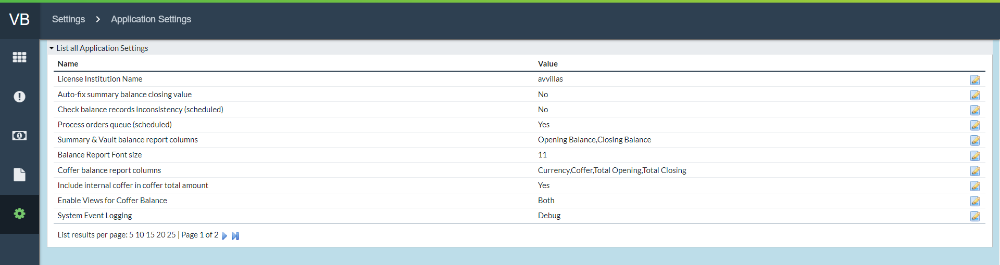 VB Settings Application Settings
List all Application Settings
Name Value
License Institution Name avvillas
Auto-fix summary balance closing value No
Check balance records inconsistency (scheduled) No
Process orders queue (scheduled) Yes
Summary & Vault balance report columns Opening Balance,Closing Balance
Balance Report Font size 11
Coffer balance report columns Currency,Coffer,Total Opening,Total Closing
Include internal coffer in coffer total amount Yes
Enable Views for Coffer Balance Both
System Event Logging Debug
List results per page: 5 10 15 20 25 | Page 1 of 2